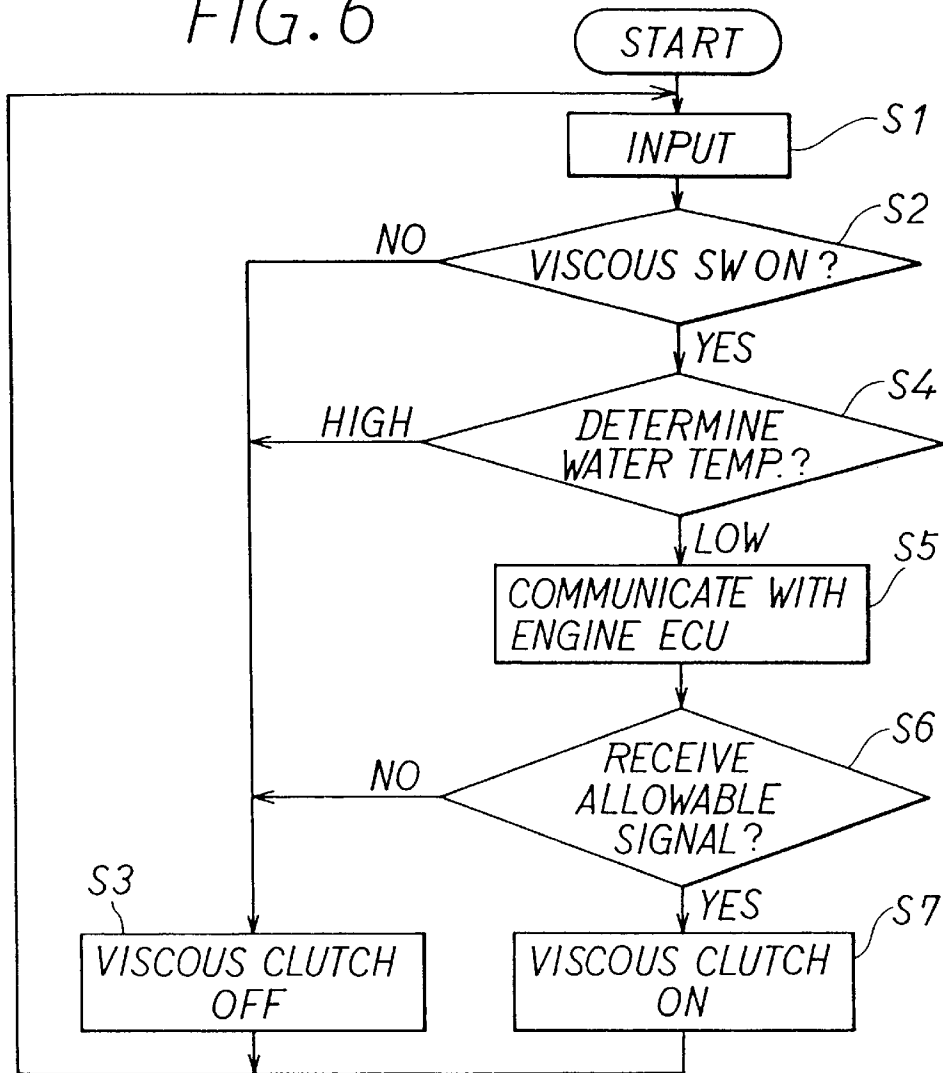 FIG. 6
START
INPUT
S1
VISCOUS SW ON?
S2
NO
YES
DETERMINE
WATER TEMP.?
S4
HIGH
LOW
COMMUNICATE WITH
ENGINE ECU
S5
RECEIVE
ALLOWABLE
SIGNAL?
S6
NO
YES
S3
VISCOUS CLUTCH
OFF
S7
VISCOUS CLUTCH
ON